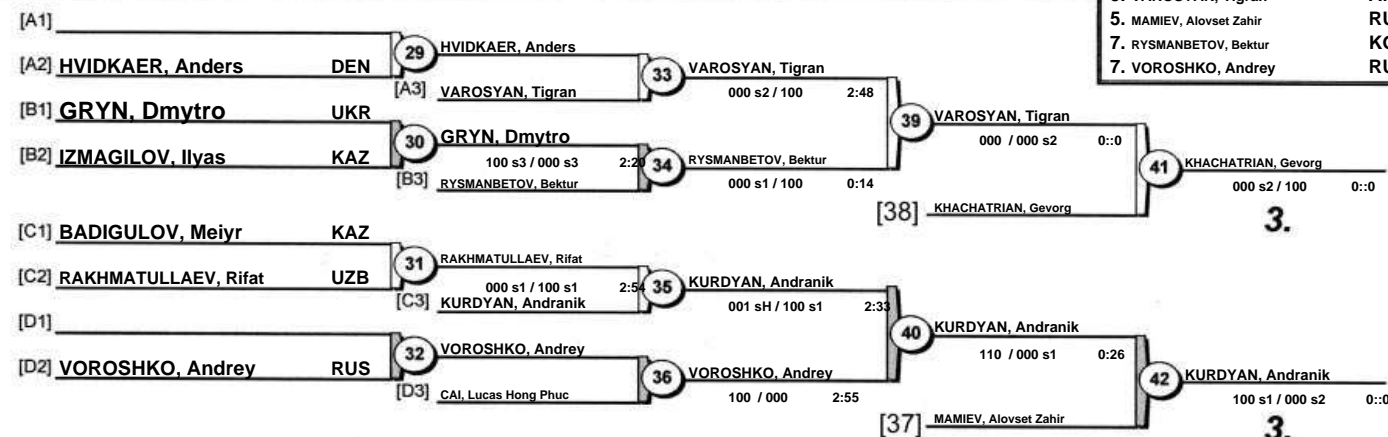 5. MAMIEV, Alovset Zahir RU
7. RYSMANBETOV, Bektur
7. VOROSHKO, Andrey RU
[A1]
[A2] HVIDKAER, Anders DEN
29 HVIDKAER, Anders
[A3] VAROSYAN, Tigran
33 VAROSYAN, Tigran
000 s2 / 100 2:48
[B1] GRYN, Dmytro UKR
[B2] IZMAGILOV, Ilyas KAZ
30 GRYN, Dmytro
100 s3 / 000 s3 2:20
[B3] RYSMANBETOV, Bektur
34 RYSMANBETOV, Bektur
000 s1 / 100 0:14
39 VAROSYAN, Tigran
000 / 000 s2 0::0
[38] KHACHATRIAN, Gevorg
41 KHACHATRIAN, Gevorg
000 s2 / 100 0::0
3.
[C1] BADIGULOV, Meiyr KAZ
[C2] RAKHMATULLAEV, Rifat UZB
31 RAKHMATULLAEV, Rifat
000 s1 / 100 s1 2:54
[C3] KURDYAN, Andranik
35 KURDYAN, Andranik
001 sH / 100 s1 2:33
[D1]
[D2] VOROSHKO, Andrey RUS
32 VOROSHKO, Andrey
[D3] CAI, Lucas Hong Phuc
36 VOROSHKO, Andrey
100 / 000 2:55
40 KURDYAN, Andranik
110 / 000 s1 0:26
[37] MAMIEV, Alovset Zahir
42 KURDYAN, Andranik
100 s1 / 000 s2 0::0
3.